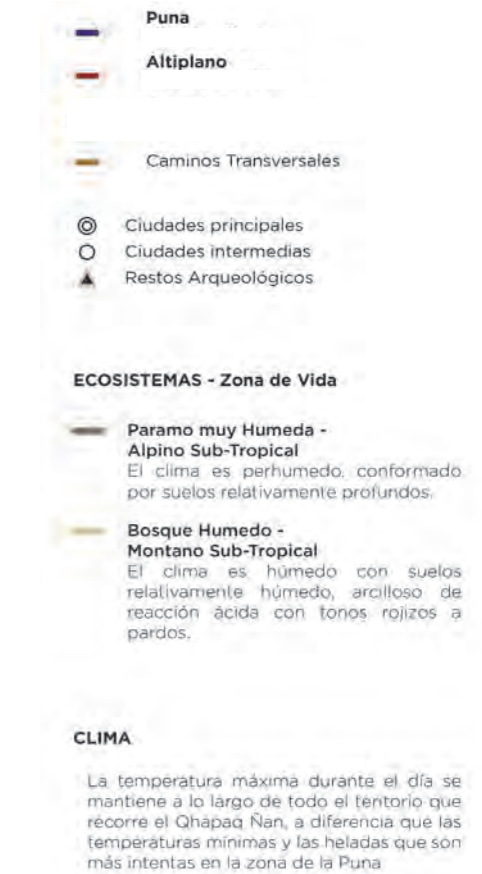 Puna
Altiplano
Caminos Transversales
Ciudades principales
Ciudades intermedias
Restos Arqueológicos
ECOSISTEMAS - Zona de Vida
Paramo muy Humeda -
Alpino Sub-Tropical
El clima es perhumedo, conformado
por suelos relativamente profundos.
Bosque Humedo -
Montano Sub-Tropical
El clima es húmedo con suelos
relativamente húmedo, arcilloso de
reacción ácida con tonos rojizos a
pardos.
CLIMA
La temperatura máxima durante el día se
mantiene a lo largo de todo el territorio que
recorre el Qhapaq Ñan, a diferencia que las
temperaturas mínimas y las heladas que son
más intentas en la zona de la Puna